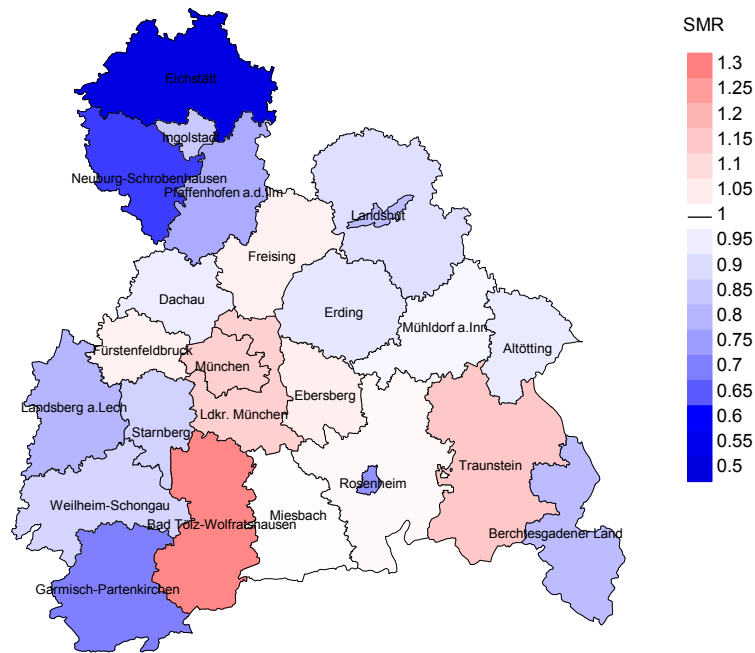 SMR
1.3
1.25
1.2
1.15
1.1
1.05
1
0.95
0.9
0.85
0.8
0.75
0.7
0.65
0.6
0.55
0.5
Eichstätt
Ingolstadt
Neuburg-Schrobenhausen
Pfaffenhofen a.d.Ilm
Landshut
Freising
Dachau
Erding
Mühldorf a.Inn
Altötting
Fürstenfeldbruck
München
Ebersberg
Landsberg a.Lech
Ldkr. München
Starnberg
Traunstein
Rosenheim
Weilheim-Schongau
Miesbach
Bad Tölz-Wolfratshausen
Berchtesgadener Land
Garmisch-Partenkirchen